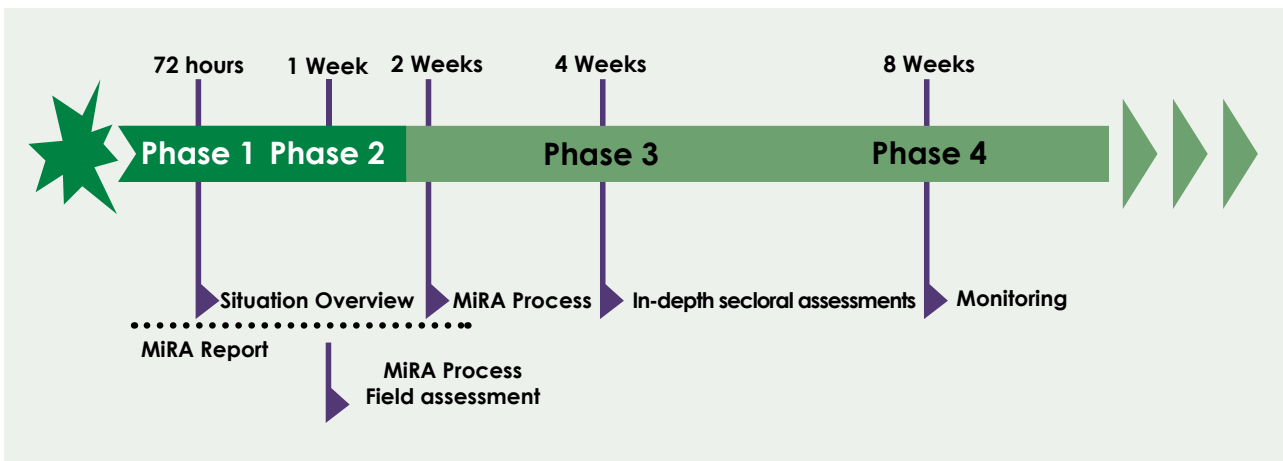 72 hours
1 Week
2 Weeks
4 Weeks
8 Weeks
Phase 1
Phase 2
Phase 3
Phase 4
Situation Overview
MiRA Process
In-depth secloral assessments
Monitoring
MiRA Report
MiRA Process
Field assessment